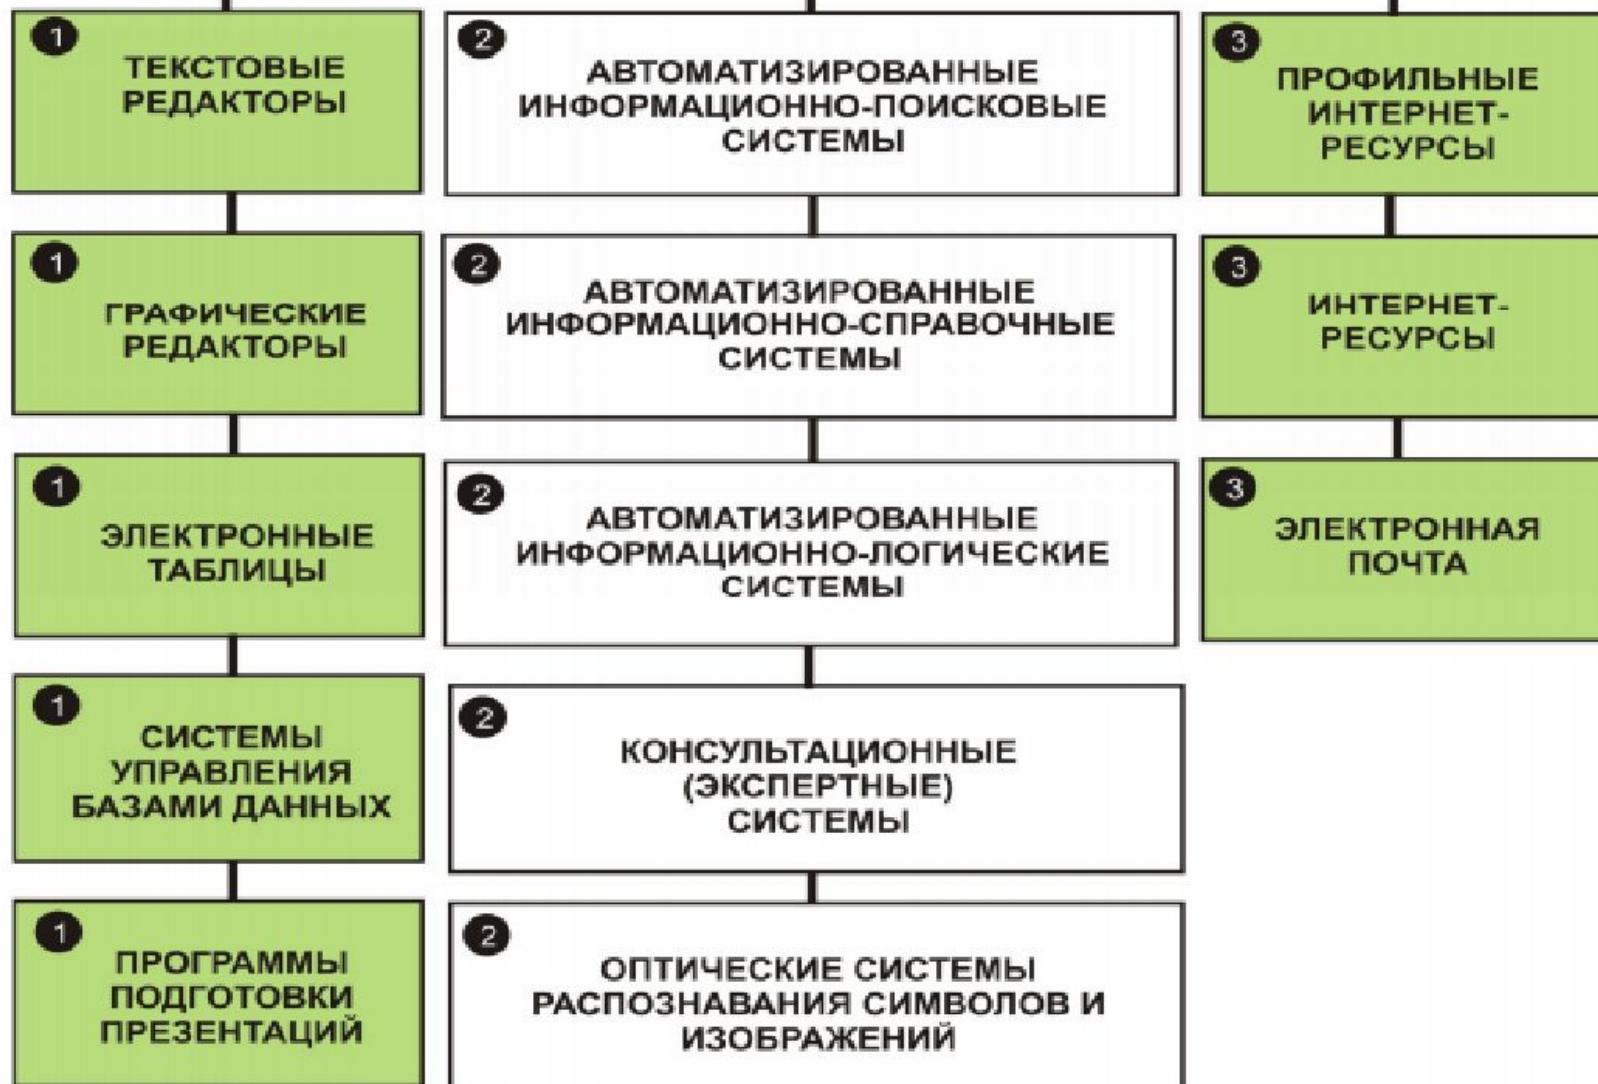 1
ТЕКСТОВЫЕ
РЕДАКТОРЫ
1
ГРАФИЧЕСКИЕ
РЕДАКТОРЫ
1
ЭЛЕКТРОННЫЕ
ТАБЛИЦЫ
1
СИСТЕМЫ
УПРАВЛЕНИЯ
БАЗАМИ ДАННЫХ
1
ПРОГРАММЫ
ПОДГОТОВКИ
ПРЕЗЕНТАЦИЙ
2
АВТОМАТИЗИРОВАННЫЕ
ИНФОРМАЦИОННО-ПОИСКОВЫЕ
СИСТЕМЫ
2
АВТОМАТИЗИРОВАННЫЕ
ИНФОРМАЦИОННО-СПРАВОЧНЫЕ
СИСТЕМЫ
2
АВТОМАТИЗИРОВАННЫЕ
ИНФОРМАЦИОННО-ЛОГИЧЕСКИЕ
СИСТЕМЫ
2
КОНСУЛЬТАЦИОННЫЕ
(ЭКСПЕРТНЫЕ)
СИСТЕМЫ
2
ОПТИЧЕСКИЕ СИСТЕМЫ
РАСПОЗНАВАНИЯ СИМВОЛОВ И
ИЗОБРАЖЕНИЙ
3
ПРОФИЛЬНЫЕ
ИНТЕРНЕТ-
РЕСУРСЫ
3
ИНТЕРНЕТ-
РЕСУРСЫ
3
ЭЛЕКТРОННАЯ
ПОЧТА